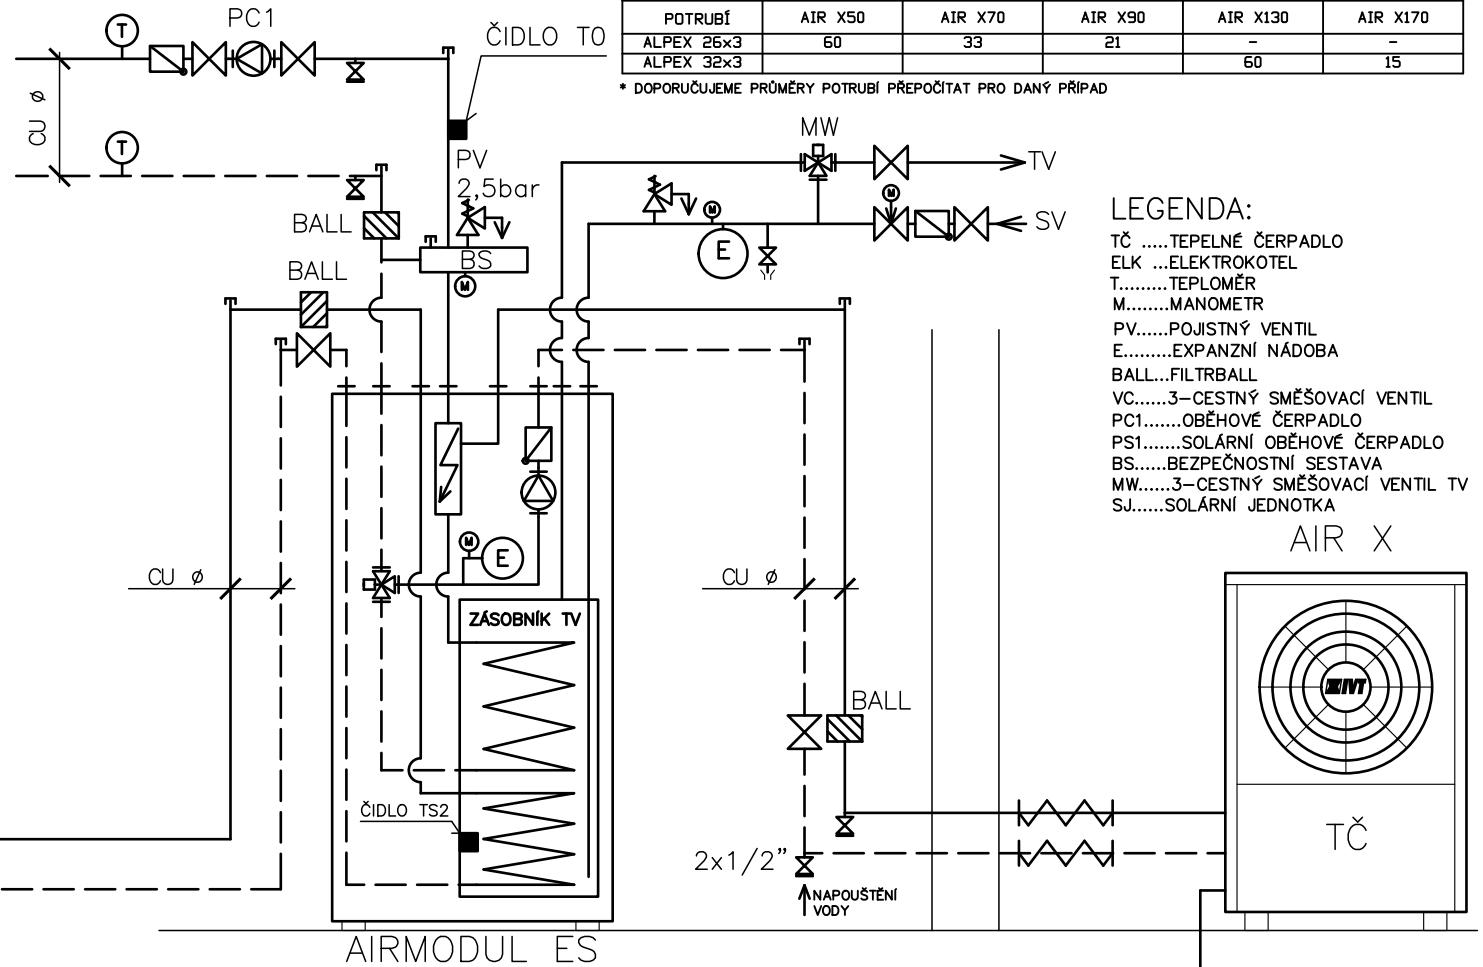 POTRUBÍ AIR X50 AIR X70 AIR X90 AIR X130 AIR X170
ALPEX 26x3 60 33 21 - -
ALPEX 32x3 60 15
* DOPORUČUJEME PRŮMĚRY POTRUBÍ PŘEPOČÍTAT PRO DANÝ PŘÍPAD
PC1
T
ČIDLO T0
CU ø
T
PV
2,5bar
BALL
BS
M
BALL
MW
TV
M
M
SV
E
LEGENDA:
TČ .....TEPELNÉ ČERPADLO
ELK ...ELEKTROKOTEL
T.........TEPLOMĚR
M........MANOMETR
PV......POJISTNÝ VENTIL
E.........EXPANZNÍ NÁDOBA
BALL...FILTRBALL
VC......3-CESTNÝ SMĚŠOVACÍ VENTIL
PC1.......OBĚHOVÉ ČERPADLO
PS1.......SOLÁRNÍ OBĚHOVÉ ČERPADLO
BS......BEZPEČNOSTNÍ SESTAVA
MW......3-CESTNÝ SMĚŠOVACÍ VENTIL TV
SJ......SOLÁRNÍ JEDNOTKA
AIR X
M
E
CU ø
CU ø
ZÁSOBNÍK TV
IVT
BALL
ČIDLO TS2
TČ
2x1/2”
NAPOUŠTĚNÍ
VODY
AIRMODUL ES